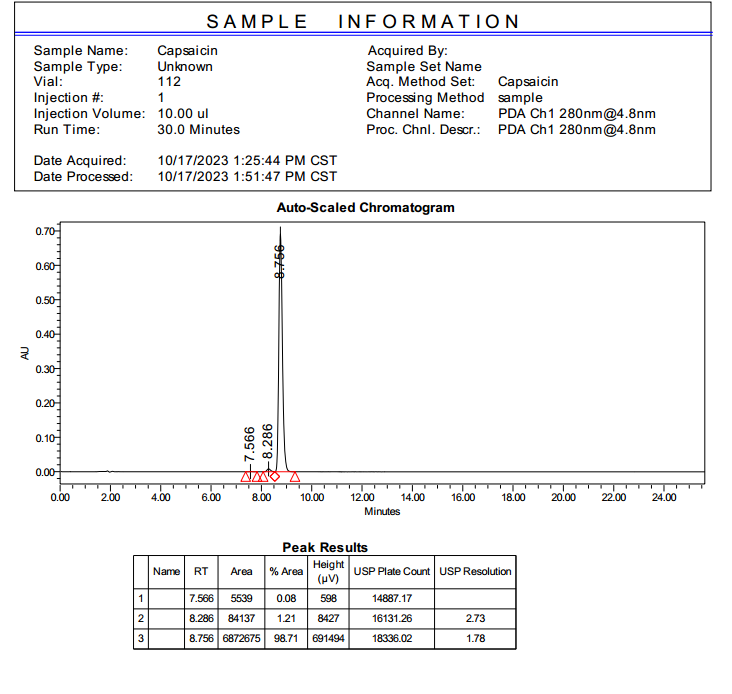 SAMPLE INFORMATION
Sample Name: Capsaicin Acquired By:
Sample Type: Unknown Sample Set Name
Vial: 112 Acq. Method Set: Capsaicin
Injection #: 1 Processing Method sample
Injection Volume: 10.00 ul Channel Name: PDA Ch1 280nm@4.8nm
Run Time: 30.0 Minutes Proc. Chnl. Descr.: PDA Ch1 280nm@4.8nm
Date Acquired: 10/17/2023 1:25:44 PM CST
Date Processed: 10/17/2023 1:51:47 PM CST
Auto-Scaled Chromatogram
0.70
0.60
0.50
0.40
0.30
0.20
0.10
0.00
AU
7.566
8.286
8.756
0.00 2.00 4.00 6.00 8.00 10.00 12.00 14.00 16.00 18.00 20.00 22.00 24.00
Minutes
Peak Results
Name RT Area % Area Height (µV) USP Plate Count USP Resolution
1 7.566 5539 0.08 598 14887.17
2 8.286 84137 1.21 8427 16131.26 2.73
3 8.756 6872675 98.71 691494 18336.02 1.78